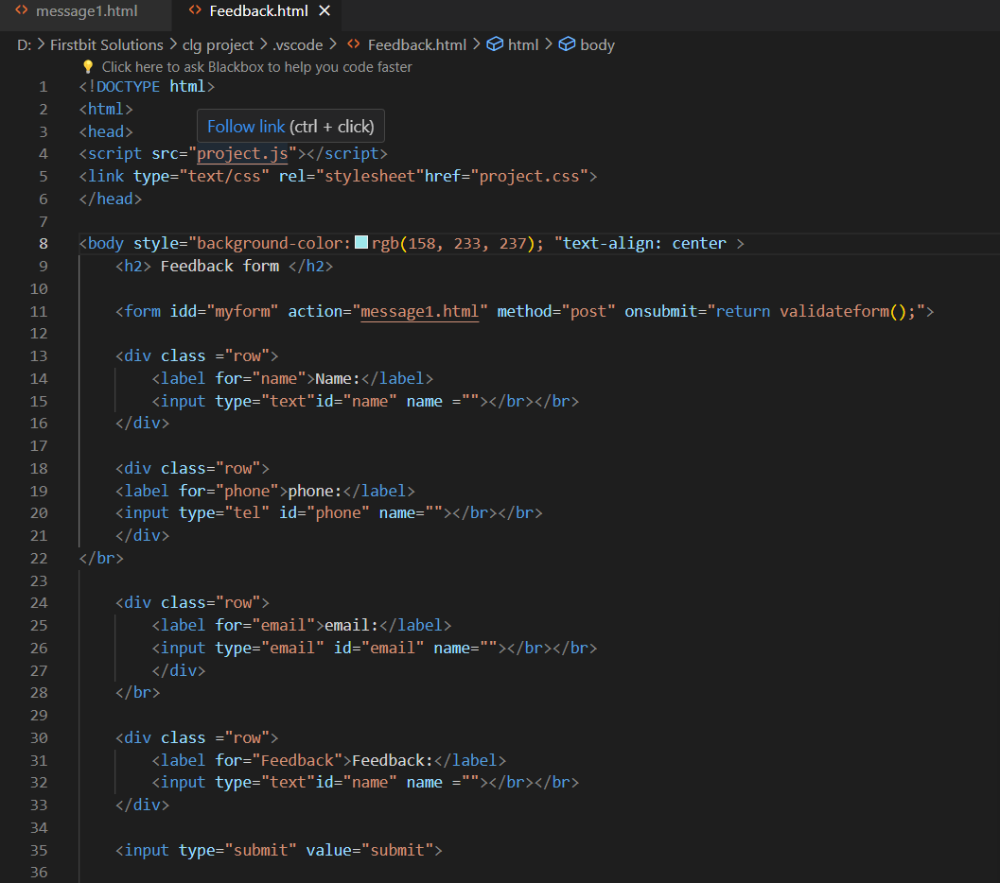 message1.html Feedback.html ×
D: > Firstbit Solutions > clg project > .vscode > Feedback.html > html > body
Click here to ask Blackbox to help you code faster
1 <!DOCTYPE html>
2 <html>
Follow link (ctrl + click)
3 <head>
4 <script src="project.js"></script>
5 <link type="text/css" rel="stylesheet"href="project.css">
6 </head>
7
8 <body style="background-color: rgb(158, 233, 237); "text-align: center >
9 <h2> Feedback form </h2>
10
11 <form idd="myform" action="message1.html" method="post" onsubmit="return validateform();">
12
13 <div class ="row">
14 <label for="name">Name:</label>
15 <input type="text"id="name" name =""></br></br>
16 </div>
17
18 <div class="row">
19 <label for="phone">phone:</label>
20 <input type="tel" id="phone" name=""></br></br>
21 </div>
22 </br>
23
24 <div class="row">
25 <label for="email">email:</label>
26 <input type="email" id="email" name=""></br></br>
27 </div>
28 </br>
29
30 <div class ="row">
31 <label for="Feedback">Feedback:</label>
32 <input type="text"id="name" name =""></br></br>
33 </div>
34
35 <input type="submit" value="submit">
36